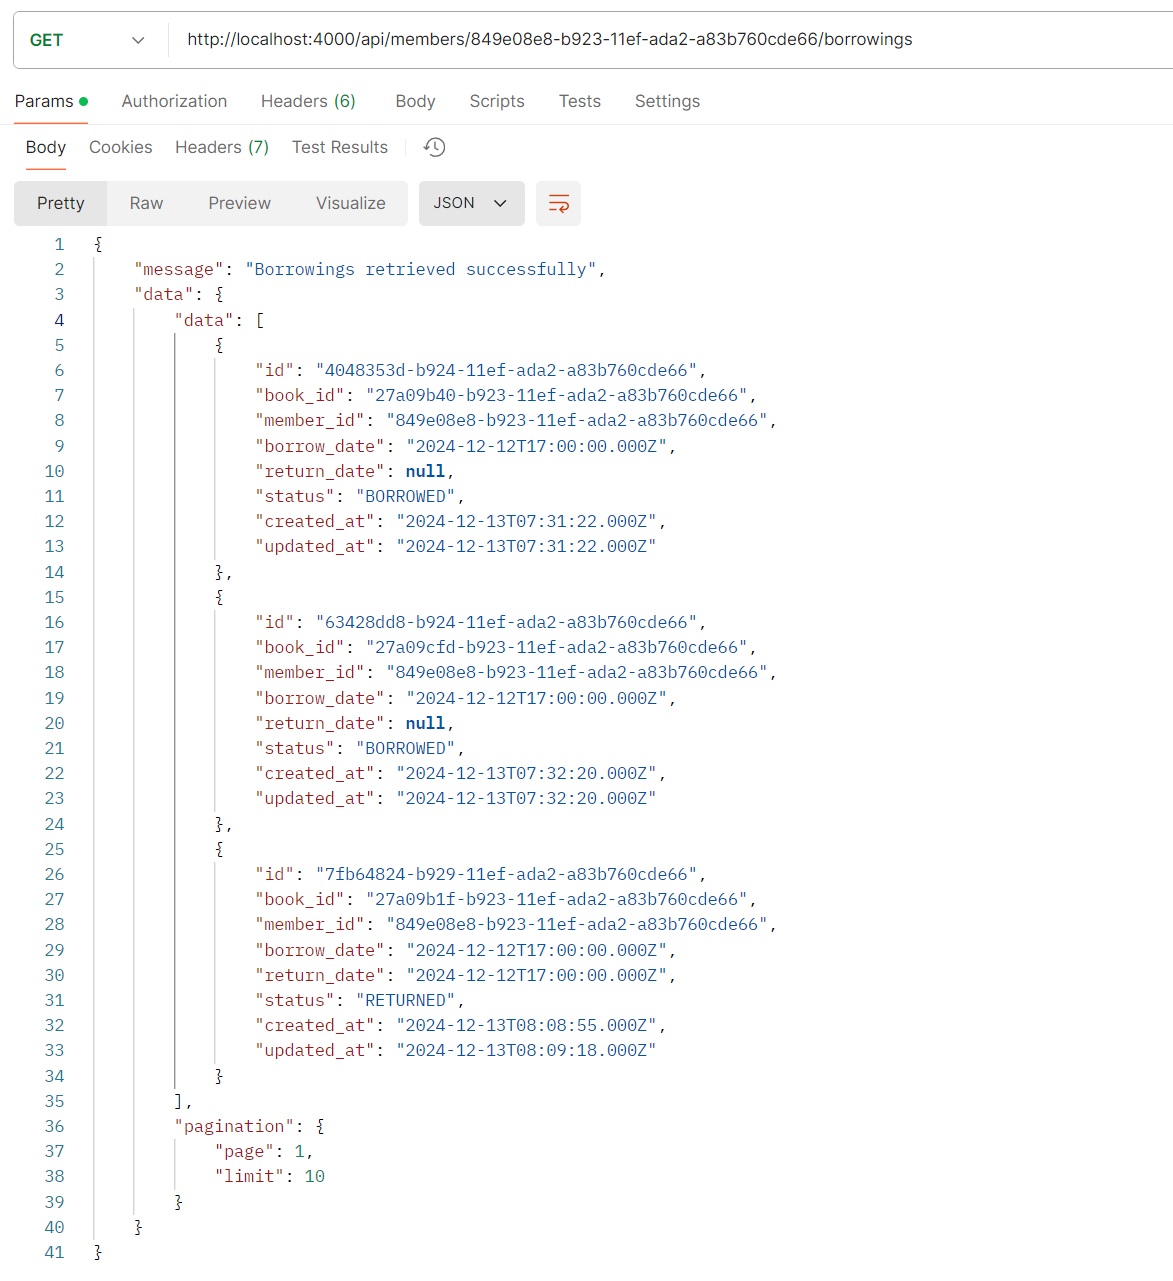 GET http://localhost:4000/api/members/849e08e8-b923-11ef-ada2-a83b760cde66/borrowings
Params Authorization Headers (6) Body Scripts Tests Settings
Body Cookies Headers (7) Test Results
Pretty Raw Preview Visualize JSON
1 {
2 "message": "Borrowings retrieved successfully",
3 "data": {
4 "data": [
5 {
6 "id": "4048353d-b924-11ef-ada2-a83b760cde66",
7 "book_id": "27a09b40-b923-11ef-ada2-a83b760cde66",
8 "member_id": "849e08e8-b923-11ef-ada2-a83b760cde66",
9 "borrow_date": "2024-12-12T17:00:00.000Z",
10 "return_date": null,
11 "status": "BORROWED",
12 "created_at": "2024-12-13T07:31:22.000Z",
13 "updated_at": "2024-12-13T07:31:22.000Z"
14 },
15 {
16 "id": "63428dd8-b924-11ef-ada2-a83b760cde66",
17 "book_id": "27a09cfd-b923-11ef-ada2-a83b760cde66",
18 "member_id": "849e08e8-b923-11ef-ada2-a83b760cde66",
19 "borrow_date": "2024-12-12T17:00:00.000Z",
20 "return_date": null,
21 "status": "BORROWED",
22 "created_at": "2024-12-13T07:32:20.000Z",
23 "updated_at": "2024-12-13T07:32:20.000Z"
24 },
25 {
26 "id": "7fb64824-b929-11ef-ada2-a83b760cde66",
27 "book_id": "27a09b1f-b923-11ef-ada2-a83b760cde66",
28 "member_id": "849e08e8-b923-11ef-ada2-a83b760cde66",
29 "borrow_date": "2024-12-12T17:00:00.000Z",
30 "return_date": "2024-12-12T17:00:00.000Z",
31 "status": "RETURNED",
32 "created_at": "2024-12-13T08:08:55.000Z",
33 "updated_at": "2024-12-13T08:09:18.000Z"
34 }
35 ],
36 "pagination": {
37 "page": 1,
38 "limit": 10
39 }
40 }
41 }